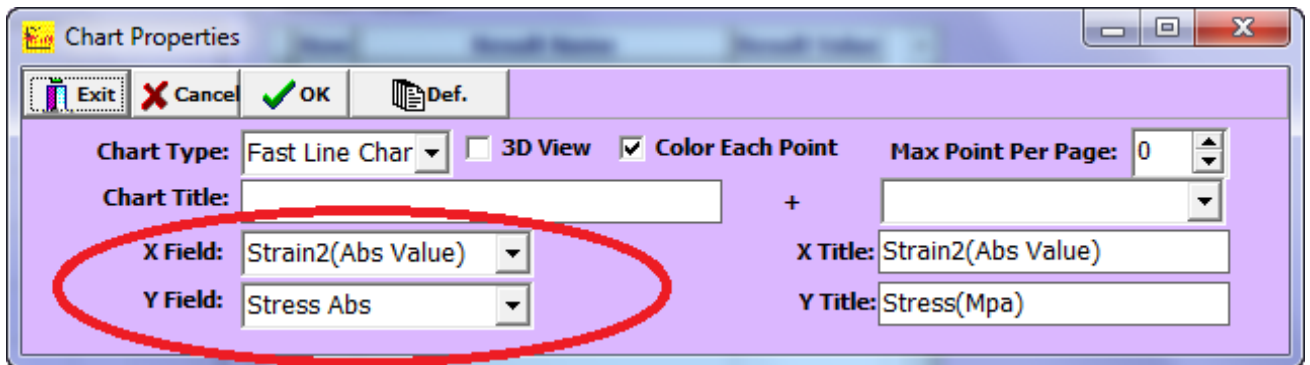 Chart Properties
Exit Cancel OK Def.
Chart Type: Fast Line Char 3D View Color Each Point Max Point Per Page: 0
Chart Title: +
X Field: Strain2(Abs Value) X Title: Strain2(Abs Value)
Y Field: Stress Abs Y Title: Stress(Mpa)